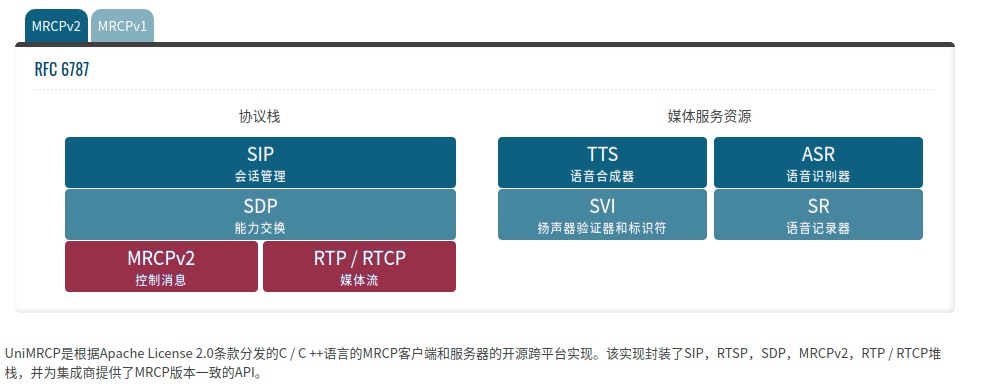 MRCPv2 MRCPv1
RFC 6787
协议栈
SIP
会话管理
SDP
能力交换
MRCPv2
控制消息
RTP / RTCP
媒体流
媒体服务资源
TTS
语音合成器
ASR
语音识别器
SVI
扬声器验证器和标识符
SR
语音记录器
UniMRCP是根据Apache License 2.0条款分发的C / C ++语言的MRCP客户端和服务器的开源跨平台实现。该实现封装了SIP，RTSP，SDP，MRCPv2，RTP / RTCP堆
栈，并为集成商提供了MRCP版本一致的API。